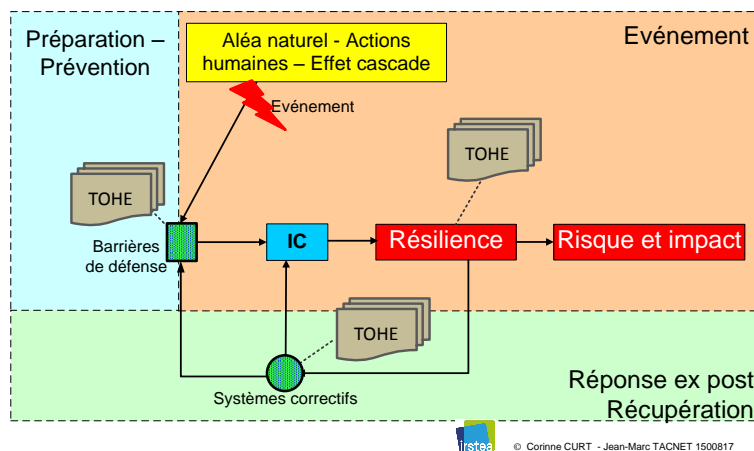 Préparation –
Prévention
Aléa naturel - Actions
humaines – Effet cascade
Evénement
Evénement
TOHE
TOHE
Barrières
de défense
IC
Résilience
Risque et impact
TOHE
Systèmes correctifs
Réponse ex post
Récupération
irstea
© Corinne CURT - Jean-Marc TACNET 1500817